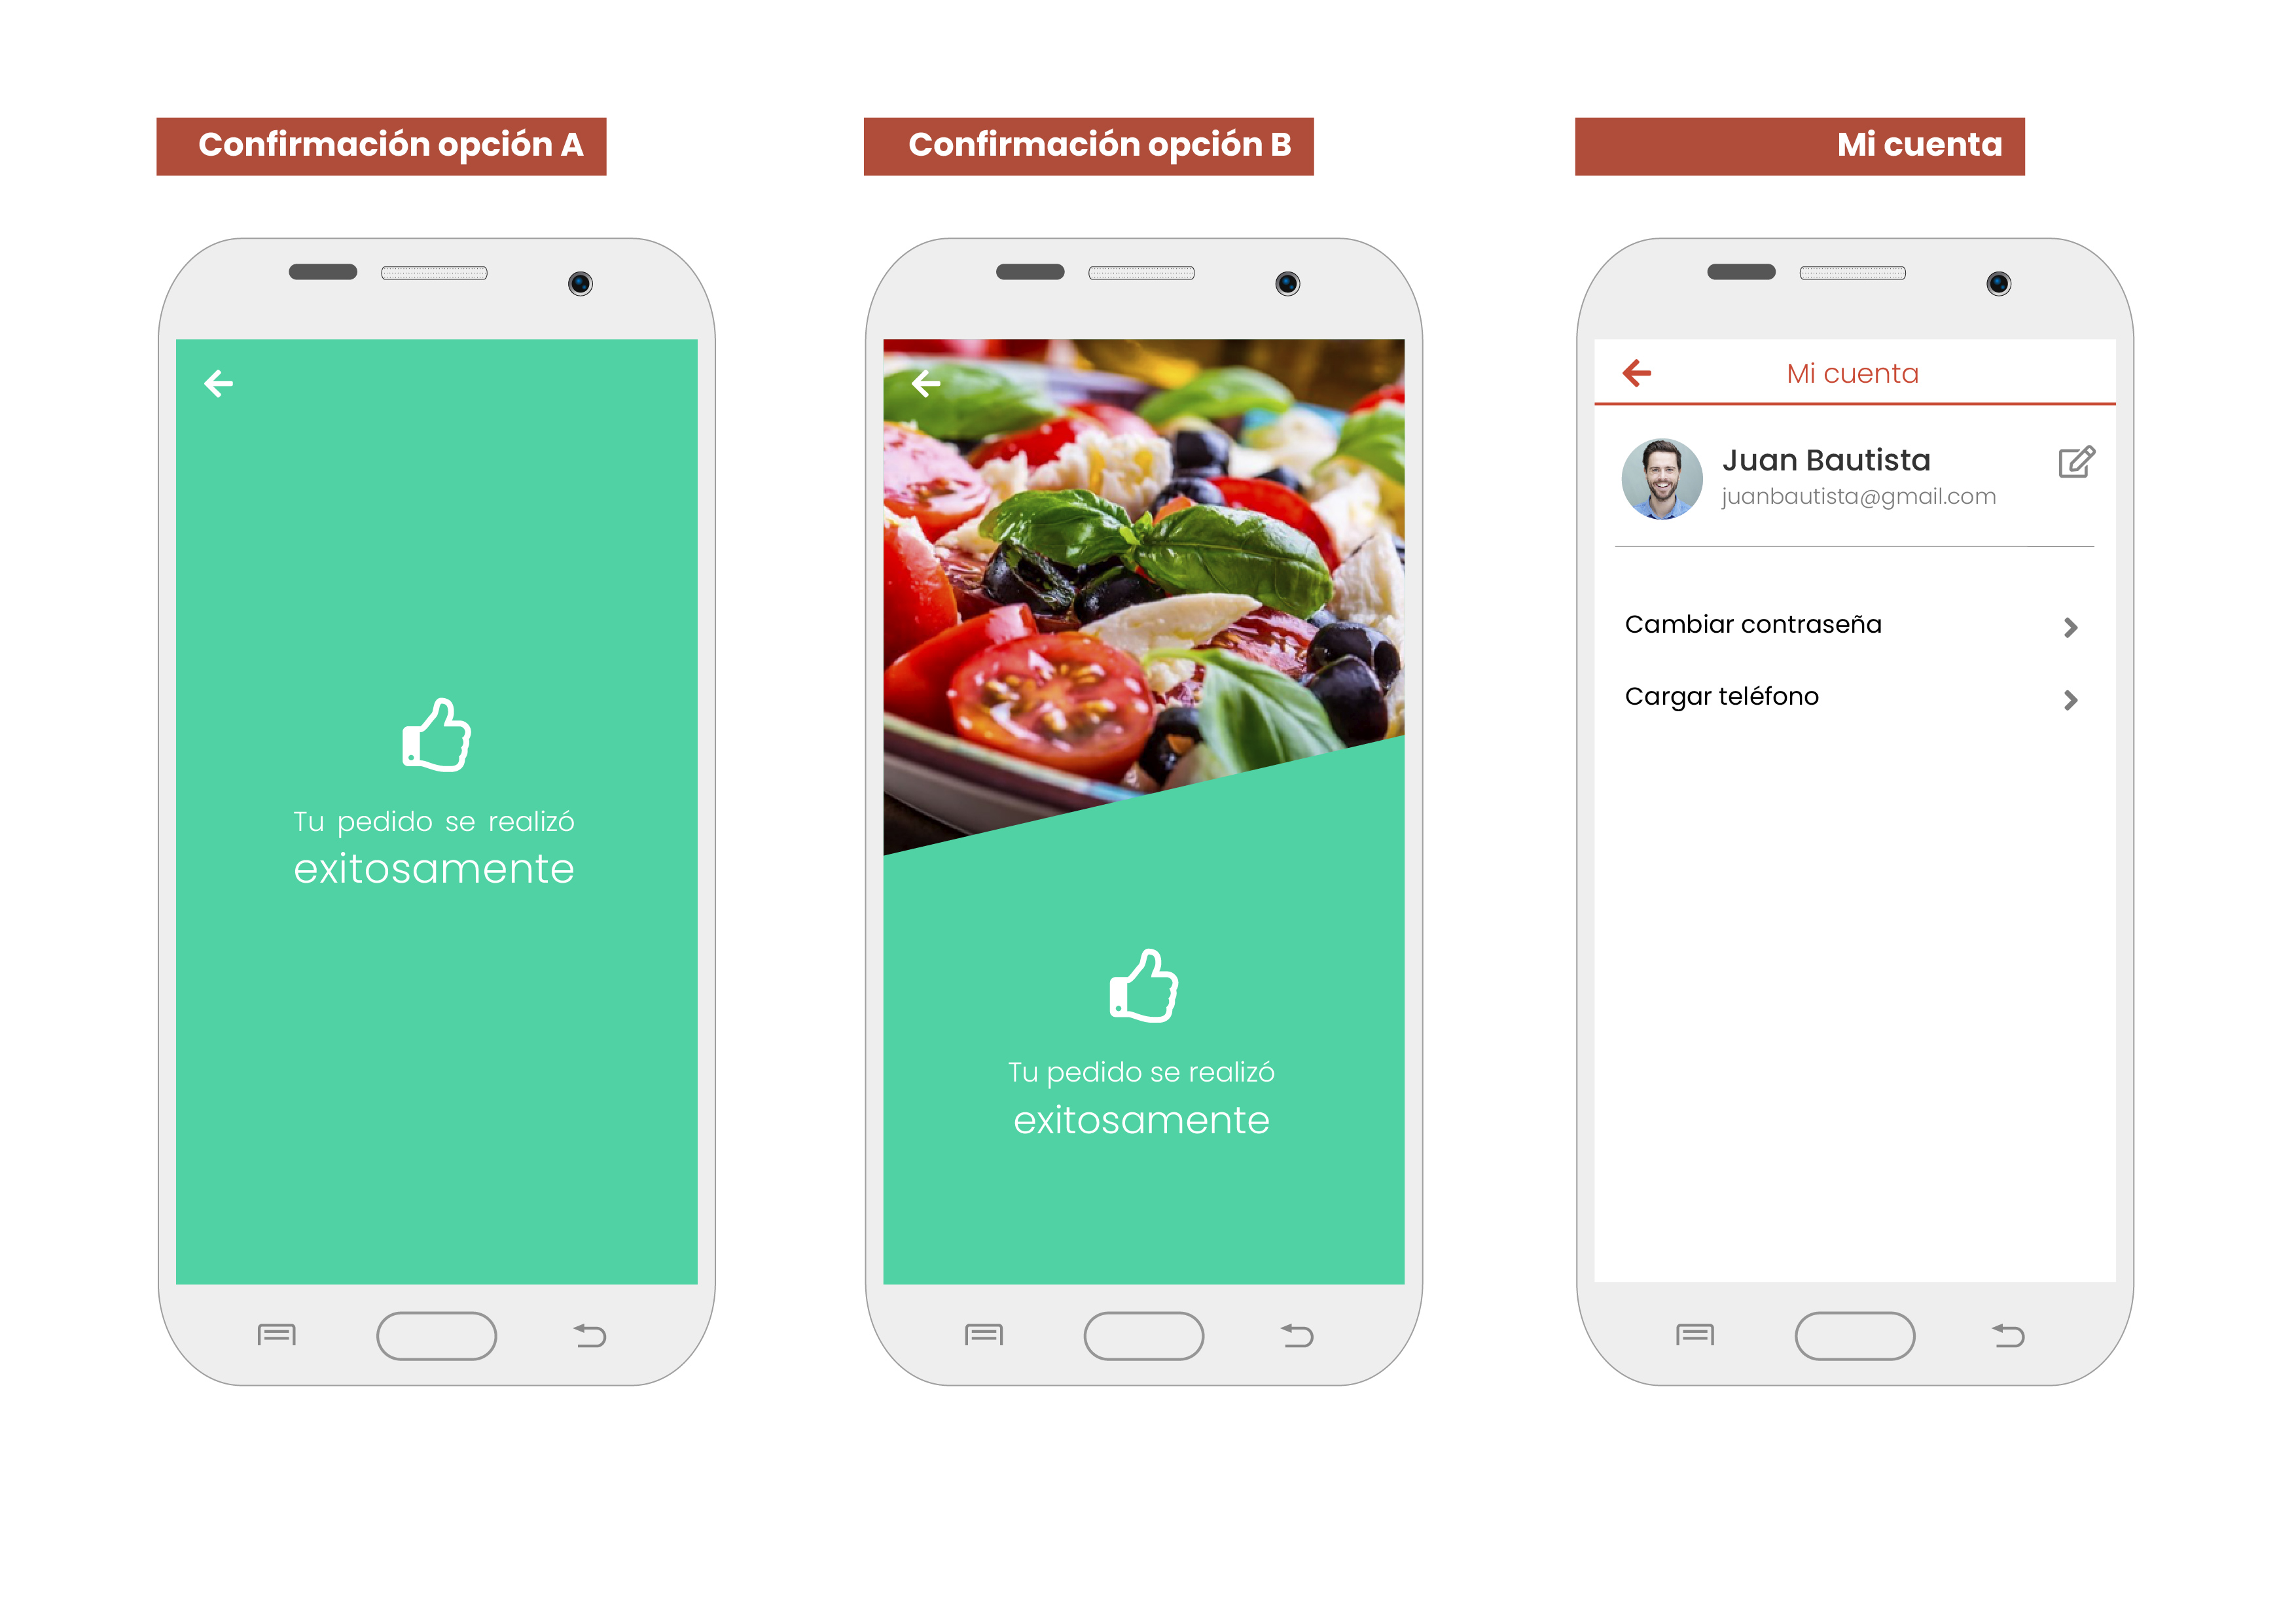 Confirmación opción A
Confirmación opción B
Mi cuenta
Tu pedido se realizó
exitosamente
Tu pedido se realizó
exitosamente
Mi cuenta
Juan Bautista
juanbautista@gmail.com
Cambiar contraseña
Cargar teléfono